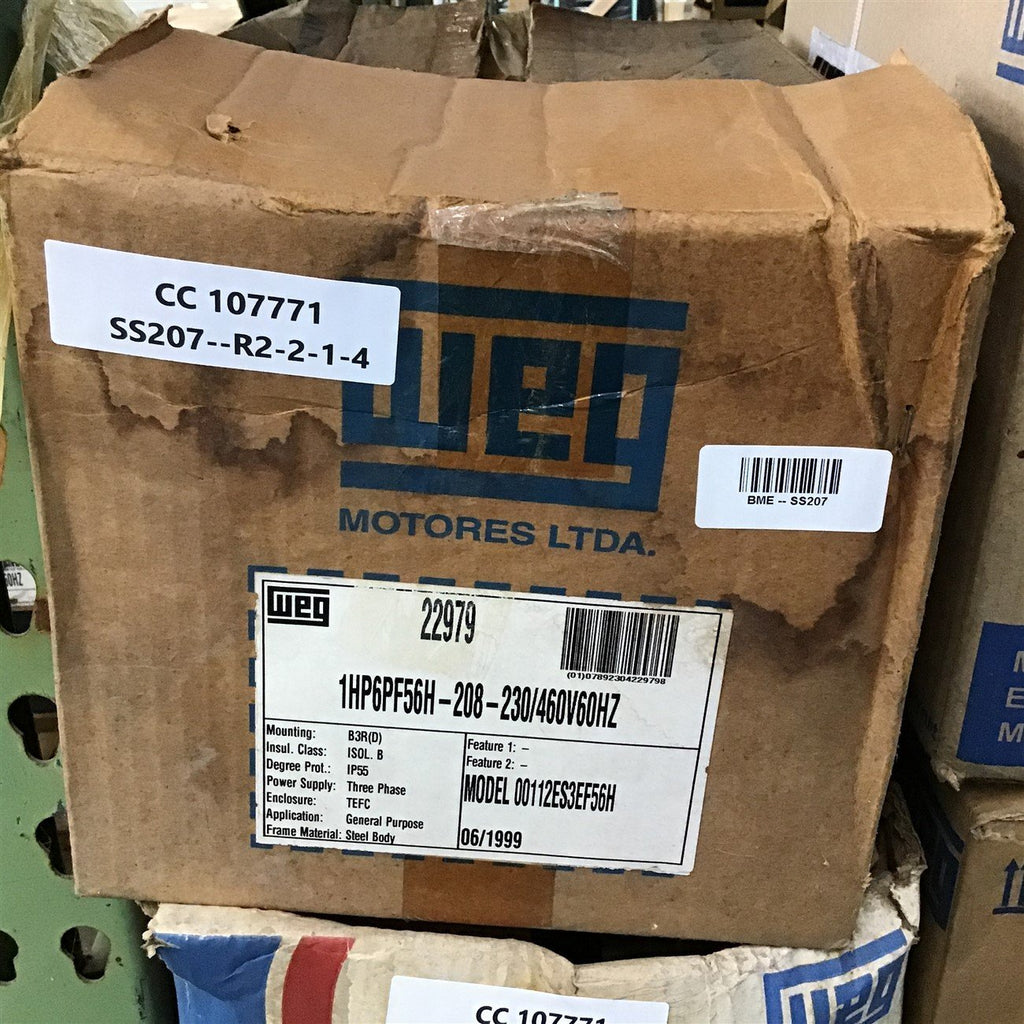 CC 107771
SS207--R2-2-1-4
weg
MOTORES LTDA.
BME -- SS207
weg
22979
(01)07892304229798
1HP6PF56H-208-230/460V60HZ
Mounting: B3R(D)
Insul. Class: ISOL. B
Degree Prot.: IP55
Power Supply: Three Phase
Enclosure: TEFC
Application: General Purpose
Frame Material: Steel Body
Feature 1: -
Feature 2: -
MODEL 00112ES3EF56H
06/1999
CC 107771
weg